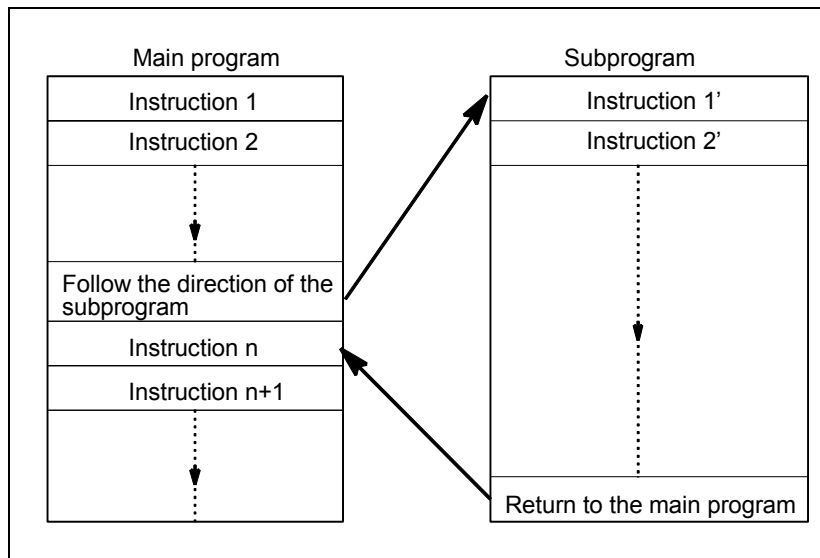 Main program
Instruction 1
Instruction 2
Follow the direction of the
subprogram
Instruction n
Instruction n+1
Subprogram
Instruction 1’
Instruction 2’
Return to the main program